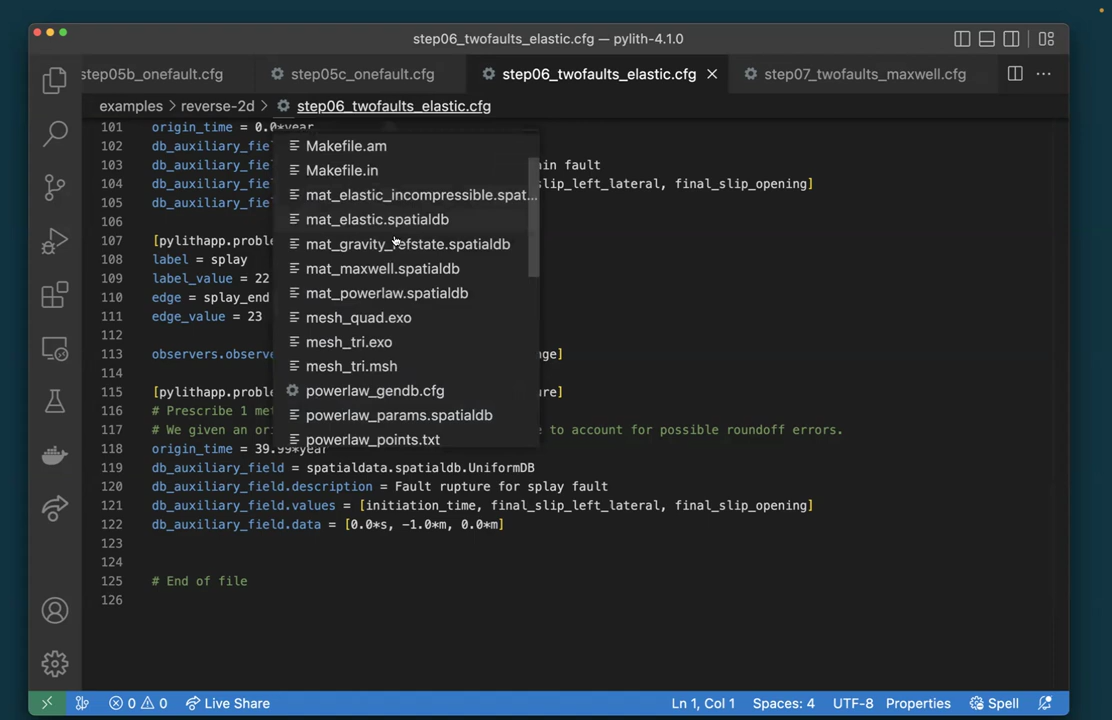 step06_twofaults_elastic.cfg — pylith-4.1.0
step05b_onefault.cfg
step05c_onefault.cfg
step06_twofaults_elastic.cfg
step07_twofaults_maxwell.cfg
examples > reverse-2d > step06_twofaults_elastic.cfg
101 origin_time = 0.0*year
102 db_auxiliary_fie
103 db_auxiliary_fie in fault
104 db_auxiliary_fie slip_left_lateral, final_slip_opening]
105 db_auxiliary_fie
106
107 [pylithapp.proble
108 label = splay
109 label_value = 22
110 edge = splay_end
111 edge_value = 23
112
113 observers.observe nge]
114
115 [pylithapp.proble re]
116 # Prescribe 1 met
117 # We given an ori e to account for possible roundoff errors.
118 origin_time = 39.99*year
119 db_auxiliary_field = spatialdata.spatialdb.UniformDB
120 db_auxiliary_field.description = Fault rupture for splay fault
121 db_auxiliary_field.values = [initiation_time, final_slip_left_lateral, final_slip_opening]
122 db_auxiliary_field.data = [0.0*s, -1.0*m, 0.0*m]
123
124
125 # End of file
126
Makefile.am
Makefile.in
mat_elastic_incompressible.spat...
mat_elastic.spatialdb
mat_gravity_refstate.spatialdb
mat_maxwell.spatialdb
mat_powerlaw.spatialdb
mesh_quad.exo
mesh_tri.exo
mesh_tri.msh
powerlaw_gendb.cfg
powerlaw_params.spatialdb
powerlaw_points.txt
0 0 Live Share Ln 1, Col 1 Spaces: 4 UTF-8 Properties Spell